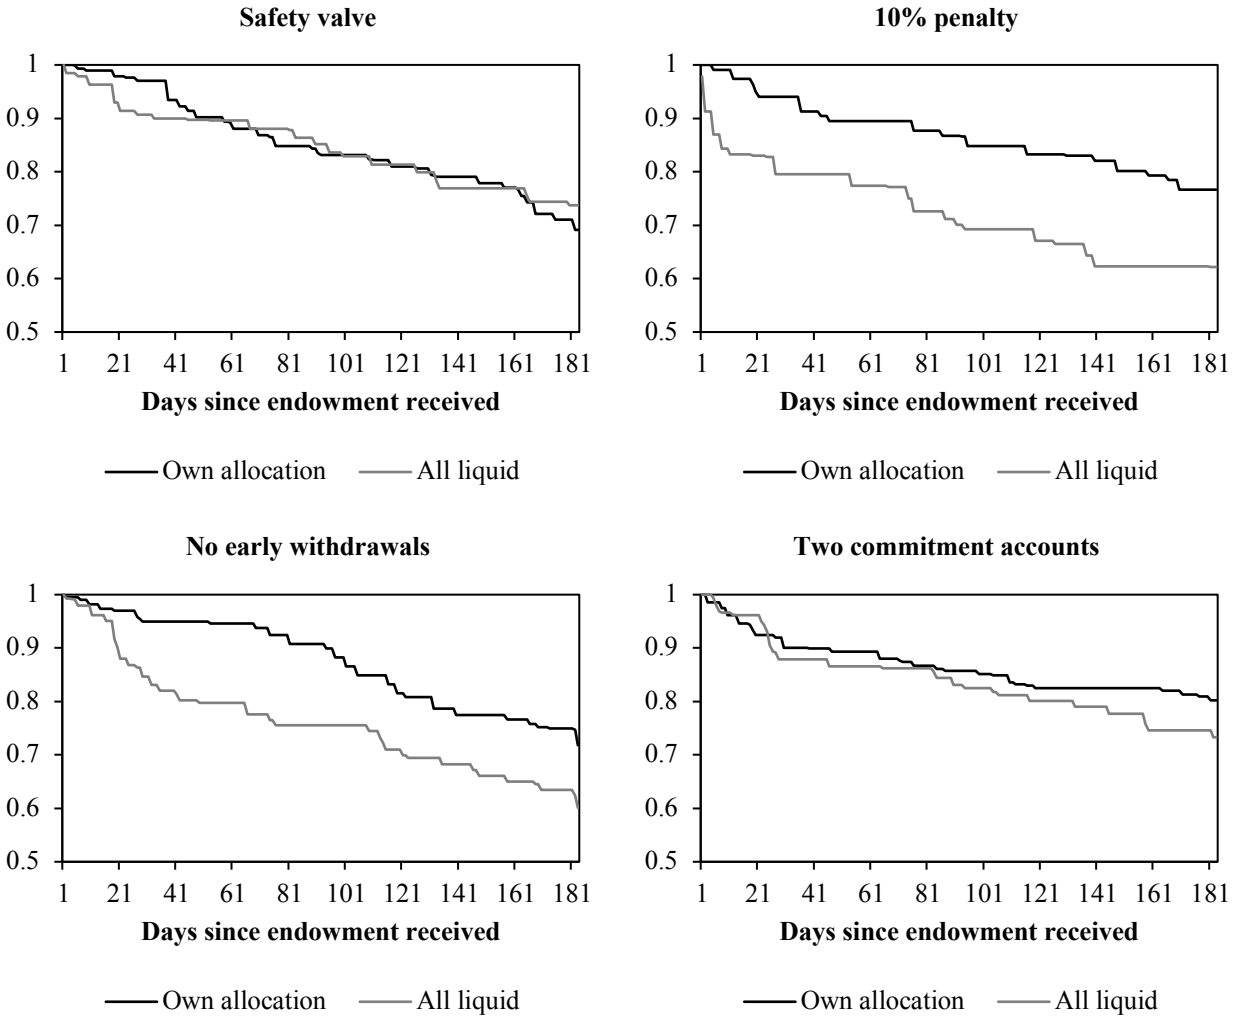 Safety valve
1
0.9
0.8
0.7
0.6
0.5
1 21 41 61 81 101 121 141 161 181
Days since endowment received
Own allocation All liquid
10% penalty
1
0.9
0.8
0.7
0.6
0.5
1 21 41 61 81 101 121 141 161 181
Days since endowment received
Own allocation All liquid
No early withdrawals
1
0.9
0.8
0.7
0.6
0.5
1 21 41 61 81 101 121 141 161 181
Days since endowment received
Own allocation All liquid
Two commitment accounts
1
0.9
0.8
0.7
0.6
0.5
1 21 41 61 81 101 121 141 161 181
Days since endowment received
Own allocation All liquid